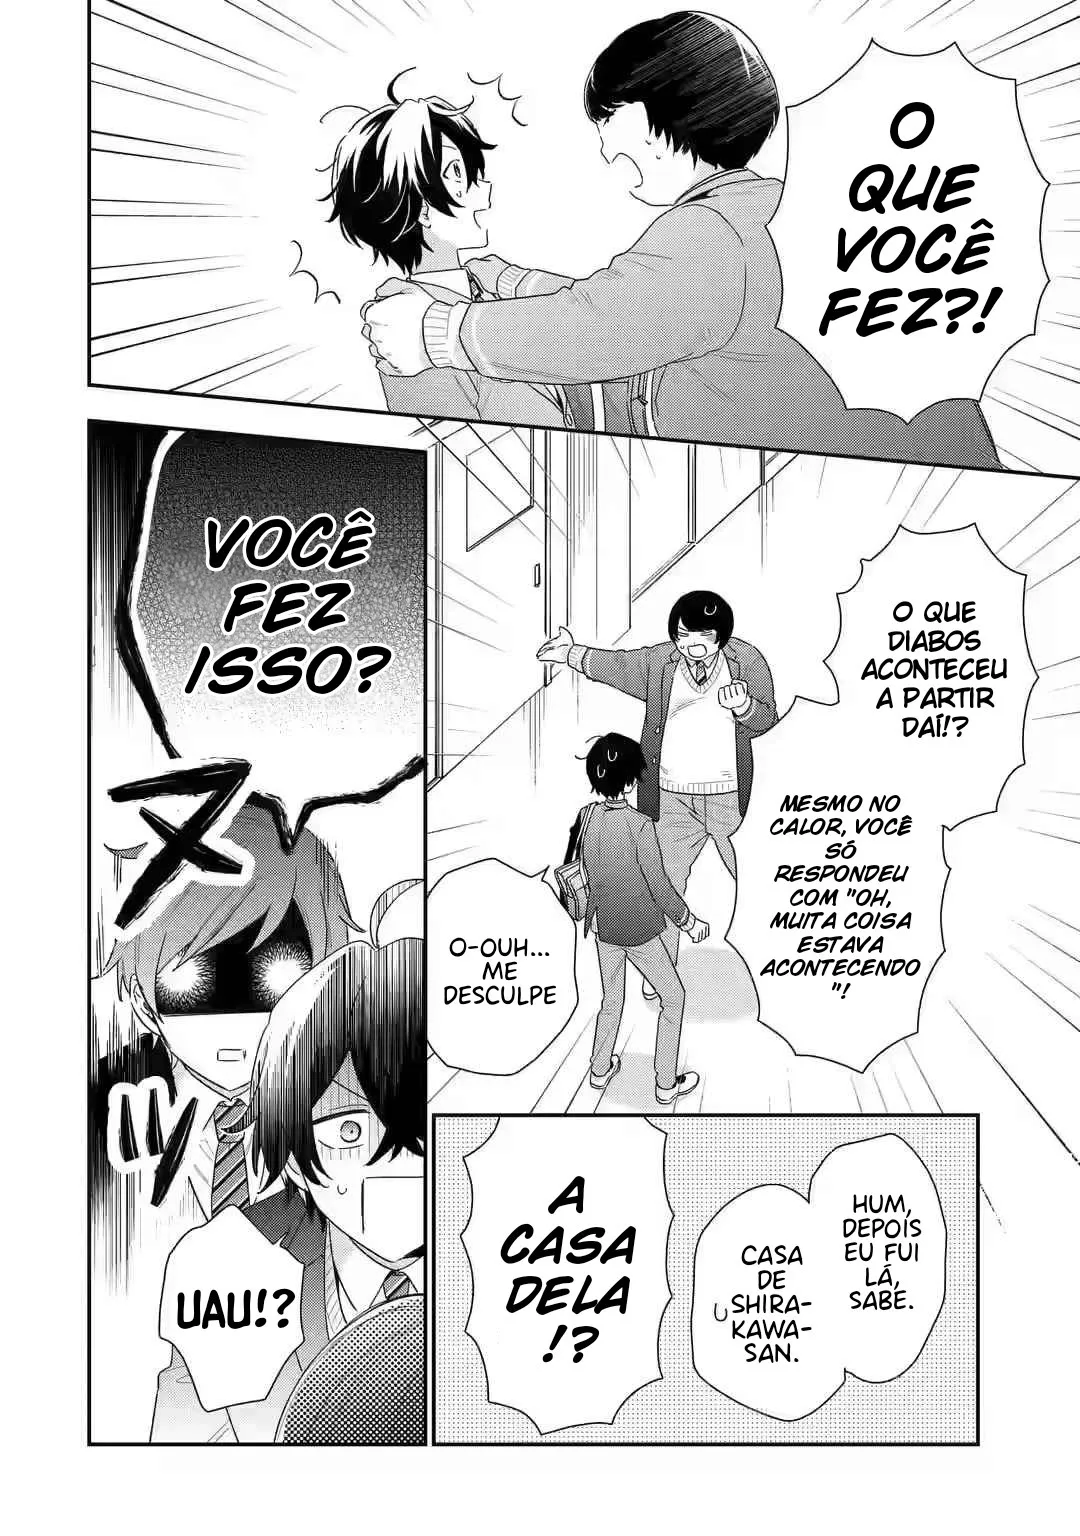 O
QUE
VOCÊ
FEZ?!
O QUE
DIABOS
ACONTECEU
A PARTIR
DAÍ!?
MESMO NO
CALOR, VOCÊ
SÓ
RESPONDEU
COM "OH,
MUITA COISA
ESTAVA
ACONTECENDO
"!
O-OUH...
ME
DESCULPE
HUM,
DEPOIS
EU FUI
LÁ,
SABE.
CASA
DE
SHIRA-
KAWA-
SAN.
A
CASA
DELA
!?
VOCÊ
FEZ
ISSO?
ヌ
ッ
UAU!?